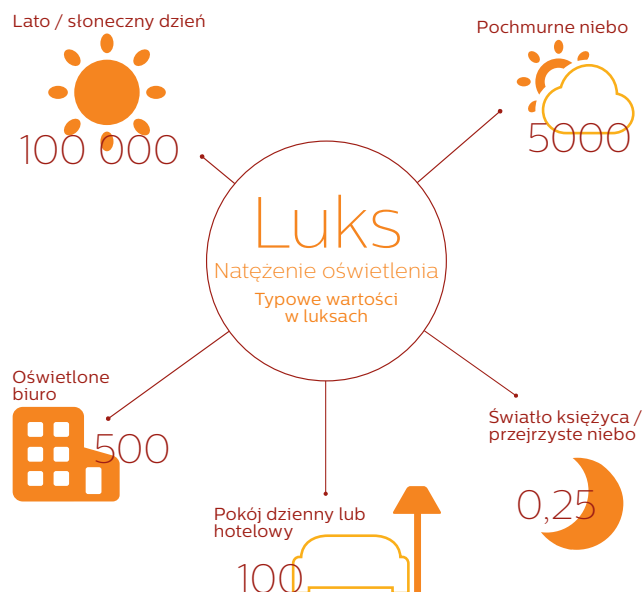 Lato / słoneczny dzień
100 000
Pochmurne niebo
5000
Luks
Natężenie oświetlenia
Typowe wartości
w luksach
Oświetlone
biuro
500
Światło księżyca /
przejrzyste niebo
0,25
Pokój dzienny lub
hotelowy
100